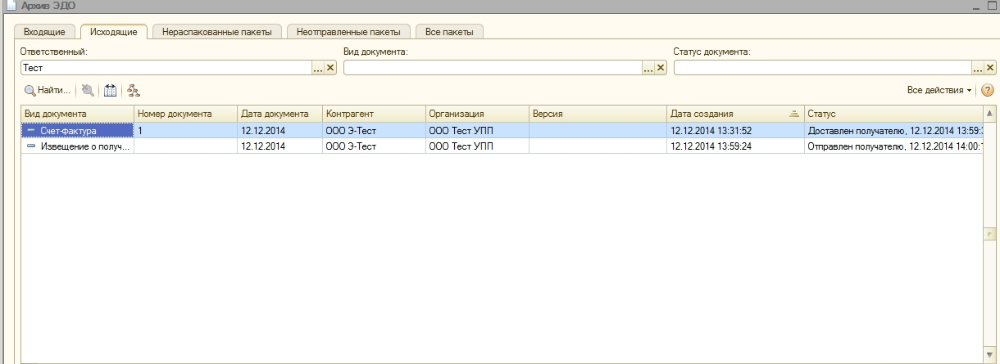 Архив ЭДО
Входящие Исходящие Нераспакованные пакеты Неотправленные пакеты Все пакеты
Ответственный: Вид документа: Статус документа:
Тест ... ... ...
Найти... Все действия
Вид документа Номер документа Дата документа Контрагент Организация Версия Дата создания Статус
Счет-фактура 1 12.12.2014 ООО Э-Тест ООО Тест УПП 12.12.2014 13:31:52 Доставлен получателю, 12.12.2014 13:59:3
Извещение о получ... 12.12.2014 ООО Э-Тест ООО Тест УПП 12.12.2014 13:59:24 Отправлен получателю, 12.12.2014 14:00:1